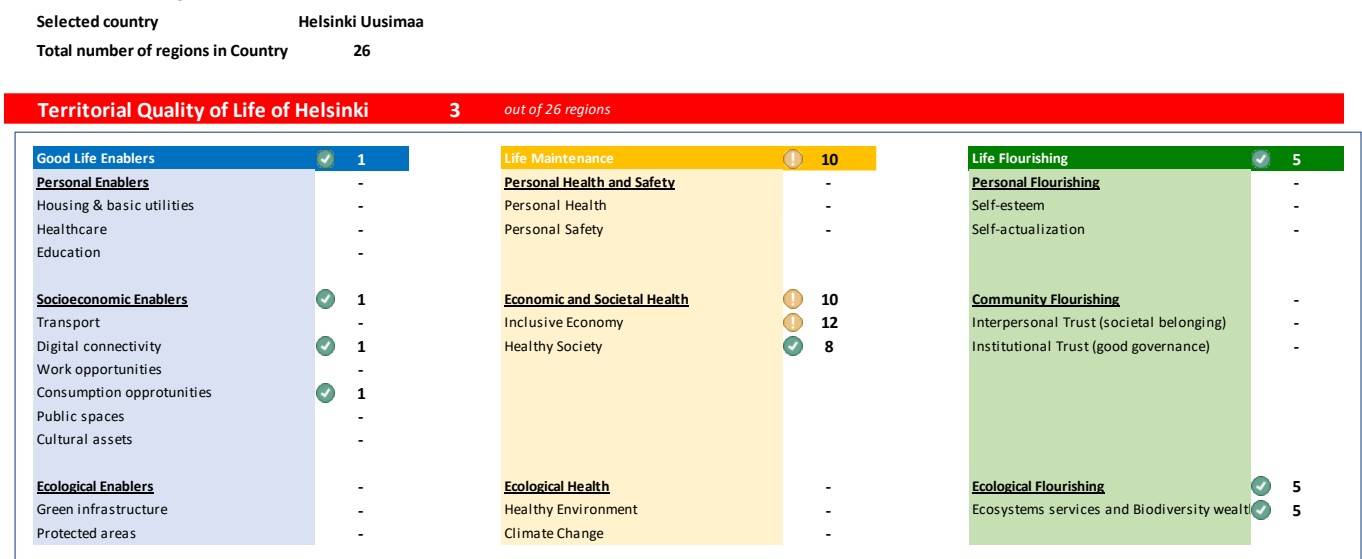 Selected country Helsinki Uusimaa
Total number of regions in Country 26
Territorial Quality of Life of Helsinki 3 out of 26 regions
Good Life Enablers 1 Life Maintenance 10 Life Flourishing 5
Personal Enablers - Personal Health and Safety - Personal Flourishing -
Housing & basic utilities - Personal Health - Self-esteem -
Healthcare - Personal Safety - Self-actualization -
Education -
Socioeconomic Enablers 1 Economic and Societal Health 10 Community Flourishing -
Transport - Inclusive Economy 12 Interpersonal Trust (societal belonging) -
Digital connectivity 1 Healthy Society 8 Institutional Trust (good governance) -
Work opportunities -
Consumption opprotunities 1
Public spaces -
Cultural assets -
Ecological Enablers - Ecological Health - Ecological Flourishing 5
Green infrastructure - Healthy Environment - Ecosystems services and Biodiversity wealt 5
Protected areas - Climate Change -